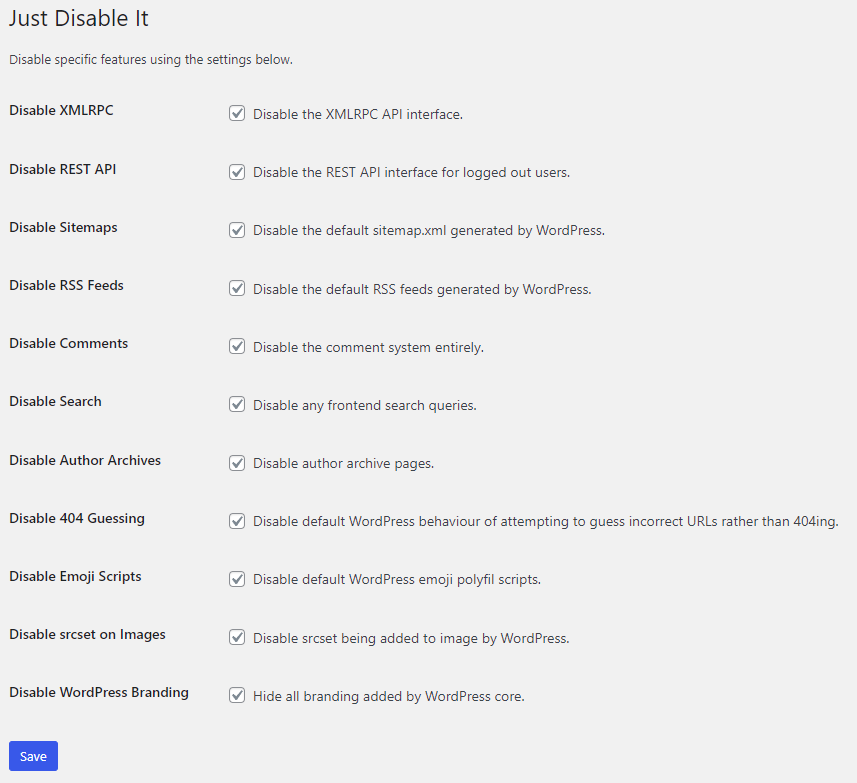 Just Disable It
Disable specific features using the settings below.
Disable XMLRPC
Disable the XMLRPC API interface.
Disable REST API
Disable the REST API interface for logged out users.
Disable Sitemaps
Disable the default sitemap.xml generated by WordPress.
Disable RSS Feeds
Disable the default RSS feeds generated by WordPress.
Disable Comments
Disable the comment system entirely.
Disable Search
Disable any frontend search queries.
Disable Author Archives
Disable author archive pages.
Disable 404 Guessing
Disable default WordPress behaviour of attempting to guess incorrect URLs rather than 404ing.
Disable Emoji Scripts
Disable default WordPress emoji polyfil scripts.
Disable srcset on Images
Disable srcset being added to image by WordPress.
Disable WordPress Branding
Hide all branding added by WordPress core.
Save